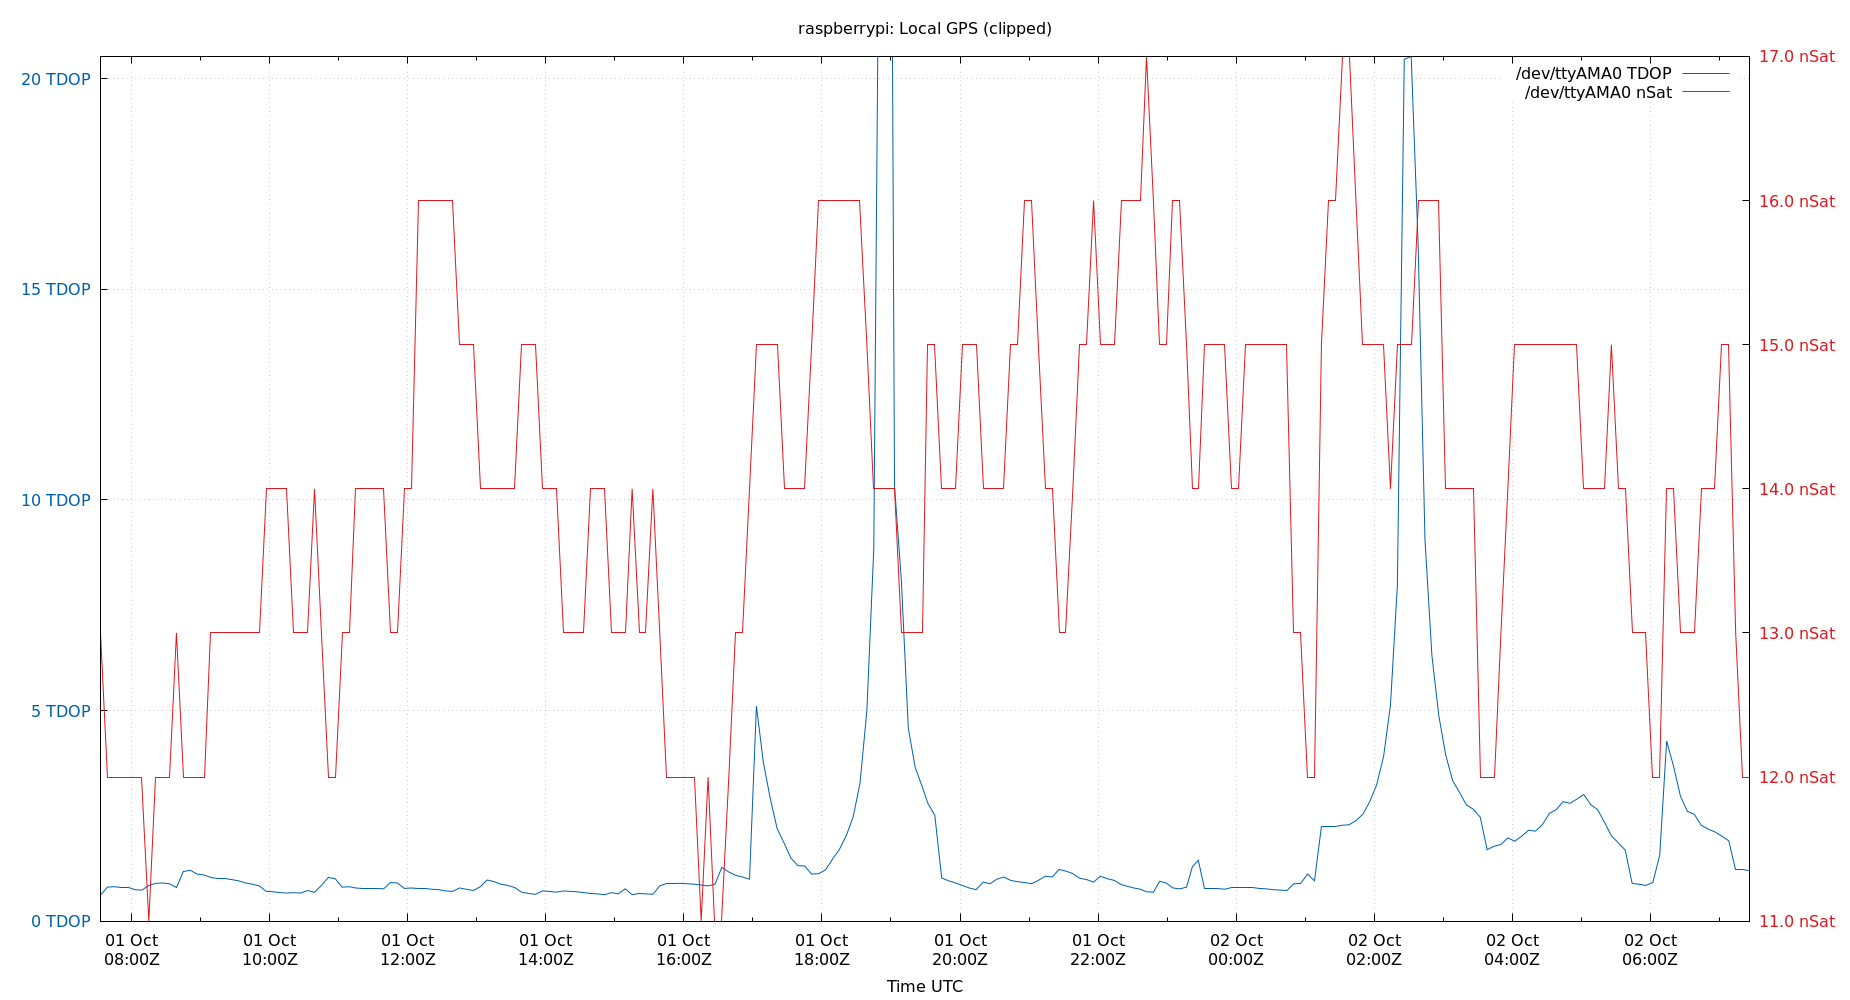 raspberrypi: Local GPS (clipped)
20 TDOP
15 TDOP
10 TDOP
5 TDOP
0 TDOP
17.0 nSat
16.0 nSat
15.0 nSat
14.0 nSat
13.0 nSat
12.0 nSat
11.0 nSat
/dev/ttyAMA0 TDOP
/dev/ttyAMA0 nSat
01 Oct
08:00Z
01 Oct
10:00Z
01 Oct
12:00Z
01 Oct
14:00Z
01 Oct
16:00Z
01 Oct
18:00Z
01 Oct
20:00Z
01 Oct
22:00Z
02 Oct
00:00Z
02 Oct
02:00Z
02 Oct
04:00Z
02 Oct
06:00Z
Time UTC